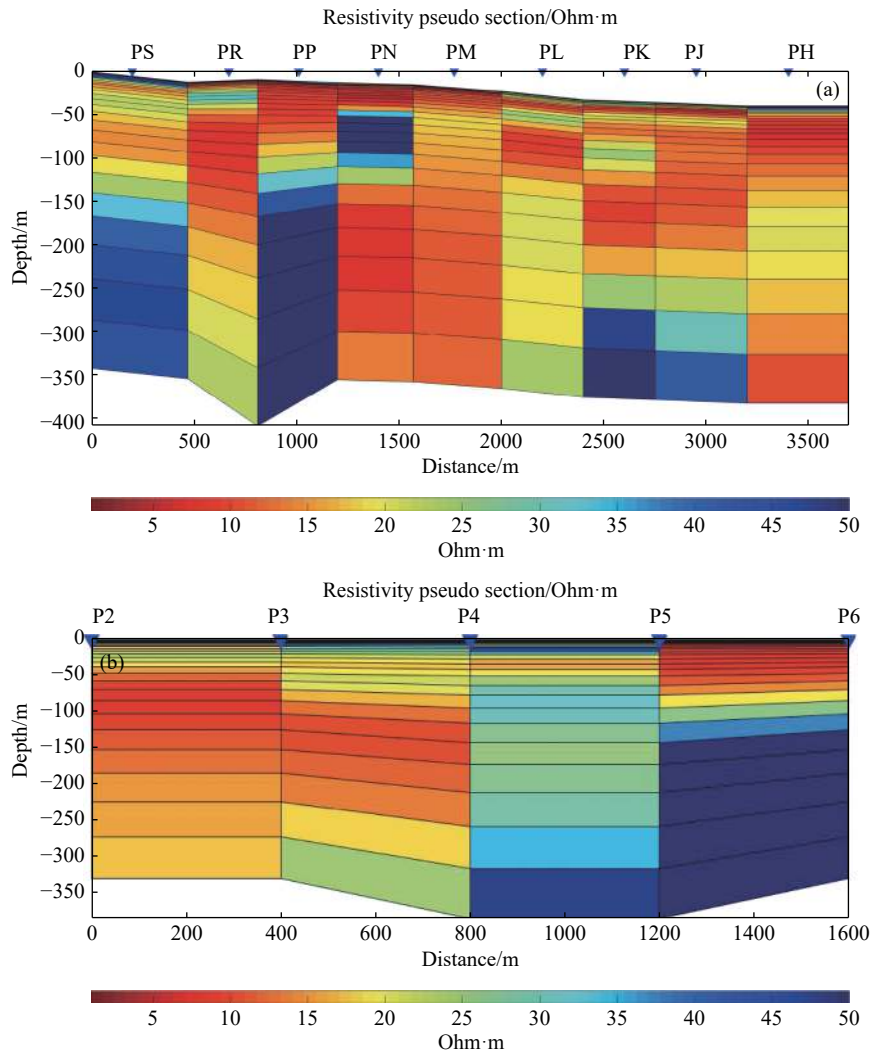 Resistivity pseudo section/Ohm·m
PS PR PP PN PM PL PK PJ PH
(a)
0
−50
−100
−150
−200
−250
−300
−350
−400
Depth/m
0 500 1000 1500 2000 2500 3000 3500
Distance/m
5 10 15 20 25 30 35 40 45 50
Ohm·m
Resistivity pseudo section/Ohm·m
P2 P3 P4 P5 P6
(b)
0
−50
−100
−150
−200
−250
−300
−350
Depth/m
0 200 400 600 800 1000 1200 1400 1600
Distance/m
5 10 15 20 25 30 35 40 45 50
Ohm·m